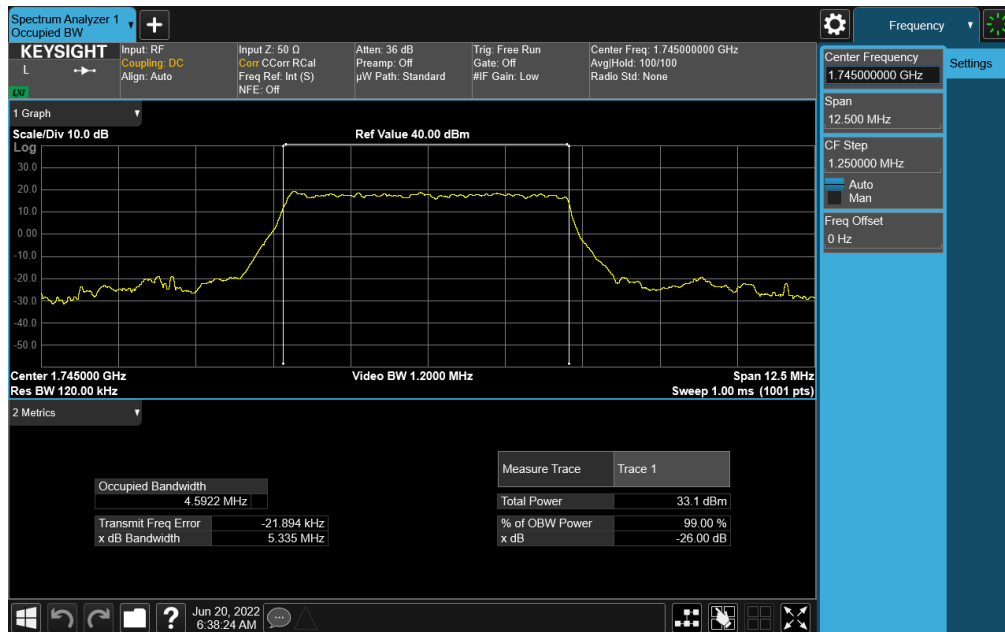 Spectrum Analyzer 1
Occupied BW
Frequency
KEYSIGHT
L
LXI
Input: RF
Coupling: DC
Align: Auto
Input Z: 50 Ω
Corr CCorr RCal
Freq Ref: Int (S)
NFE: Off
Atten: 36 dB
Preamp: Off
µW Path: Standard
Trig: Free Run
Gate: Off
#IF Gain: Low
Center Freq: 1.745000000 GHz
Avg|Hold: 100/100
Radio Std: None
Center Frequency
1.745000000 GHz
Settings
Span
12.500 MHz
CF Step
1.250000 MHz
Auto
Man
Freq Offset
0 Hz
1 Graph
Scale/Div 10.0 dB
Ref Value 40.00 dBm
Log
30.0
20.0
10.0
0.00
-10.0
-20.0
-30.0
-40.0
-50.0
Center 1.745000 GHz
Video BW 1.2000 MHz
Span 12.5 MHz
Res BW 120.00 kHz
Sweep 1.00 ms (1001 pts)
2 Metrics
Occupied Bandwidth
4.5922 MHz
Transmit Freq Error -21.894 kHz
x dB Bandwidth 5.335 MHz
Measure Trace Trace 1
Total Power 33.1 dBm
% of OBW Power 99.00 %
x dB -26.00 dB
Jun 20, 2022
6:38:24 AM